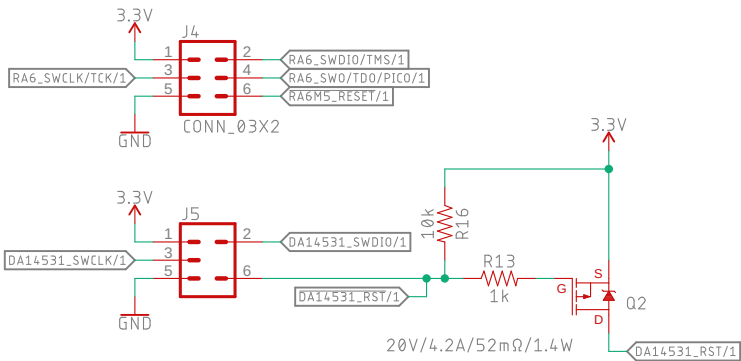 3.3V
J4
1 2
RA6_SWDIO/TMS/1
RA6_SWCLK/TCK/1
3 4
RA6_SWO/TDO/PICO/1
5 6
RA6M5_RESET/1
CONN_03X2
GND
3.3V
3.3V
J5
10k
R16
1 2
DA14531_SWDIO/1
DA14531_SWCLK/1
3
5 6
R13
1k
DA14531_RST/1
G
S
D
Q2
GND
20V/4.2A/52mΩ/1.4W
DA14531_RST/1